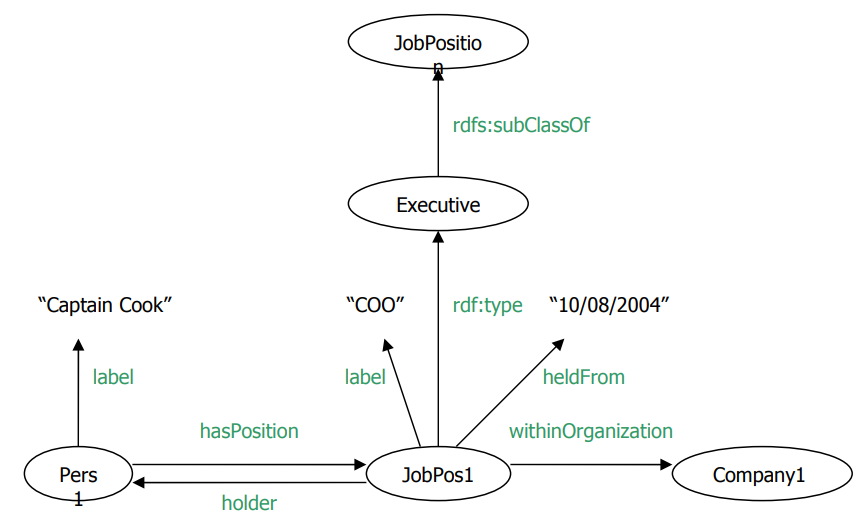 JobPositio
n
rdfs:subClassOf
Executive
“Captain Cook”
“COO”
rdf:type
“10/08/2004”
label
label
heldFrom
hasPosition
withinOrganization
Pers
1
JobPos1
Company1
holder